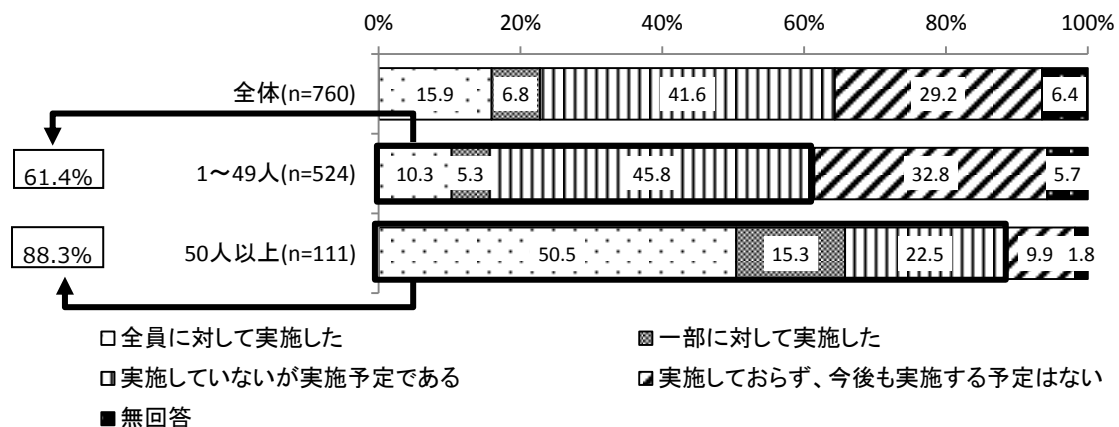 0% 20% 40% 60% 80% 100%
全体(n=760) 15.9 6.8 41.6 29.2 6.4
61.4% 1～49人(n=524) 10.3 5.3 45.8 32.8 5.7
88.3% 50人以上(n=111) 50.5 15.3 22.5 9.9 1.8
全員に対して実施した 一部に対して実施した
実施していないが実施予定である 実施しておらず、今後も実施する予定はない
無回答